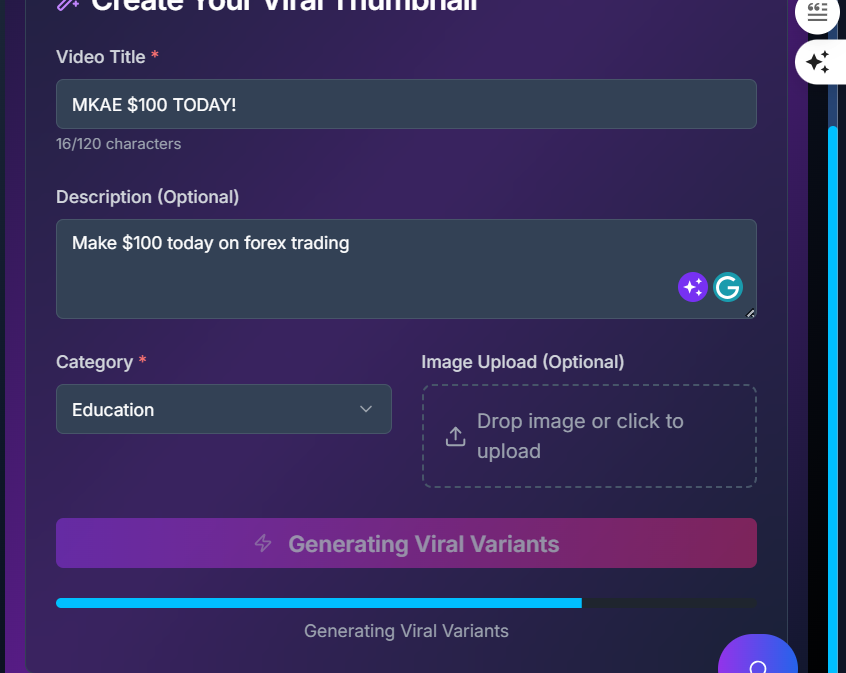 Create Your Viral Thumbnail
Video Title *
MKAE $100 TODAY!
16/120 characters
Description (Optional)
Make $100 today on forex trading
Category *
Image Upload (Optional)
Education
Drop image or click to
upload
Generating Viral Variants
Generating Viral Variants